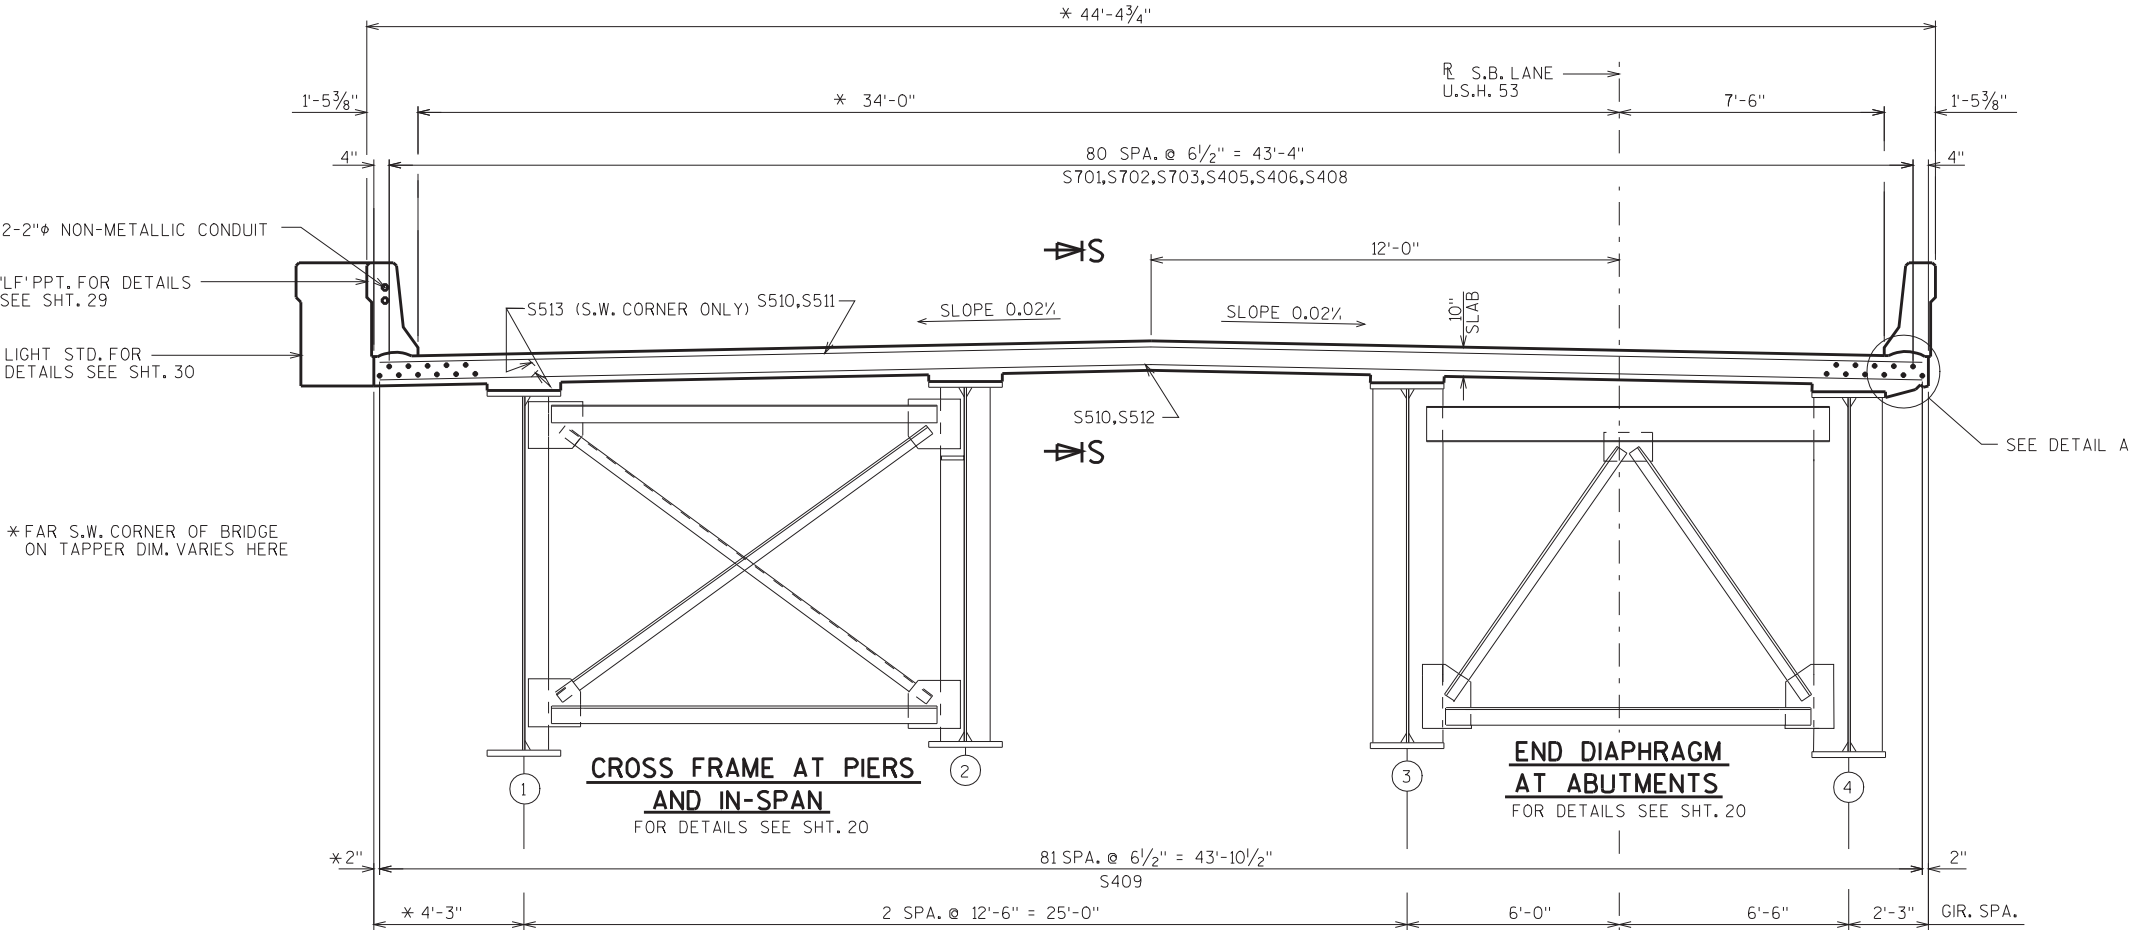 * 44'-4¾"
℞ S.B. LANE
U.S.H. 53
1'-5⅜"
* 34'-0"
7'-6"
1'-5⅜"
4"
80 SPA. @ 6½" = 43'-4"
4"
S701,S702,S703,S405,S406,S408
2-2"ϕ NON-METALLIC CONDUIT
S
12'-0"
'LF' PPT. FOR DETAILS
SEE SHT. 29
S513 (S.W. CORNER ONLY)
S510,S511
SLOPE 0.02%
SLOPE 0.02%
10"
SLAB
LIGHT STD. FOR
DETAILS SEE SHT. 30
S510,S512
S
SEE DETAIL A
* FAR S.W. CORNER OF BRIDGE
ON TAPPER DIM. VARIES HERE
CROSS FRAME AT PIERS
AND IN-SPAN
FOR DETAILS SEE SHT. 20
END DIAPHRAGM
AT ABUTMENTS
FOR DETAILS SEE SHT. 20
1
2
3
4
* 2"
81 SPA. @ 6½" = 43'-10½"
2"
S409
* 4'-3"
2 SPA. @ 12'-6" = 25'-0"
6'-0"
6'-6"
2'-3"
GIR. SPA.